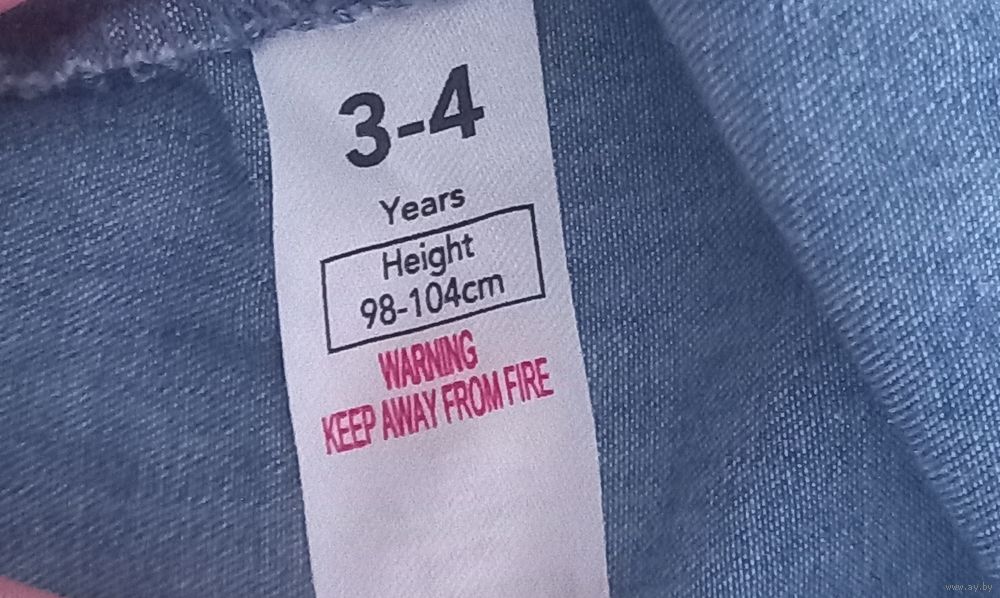 3-4
Years
Height
98-104cm
WARNING
KEEP AWAY FROM FIRE
www.ay.by